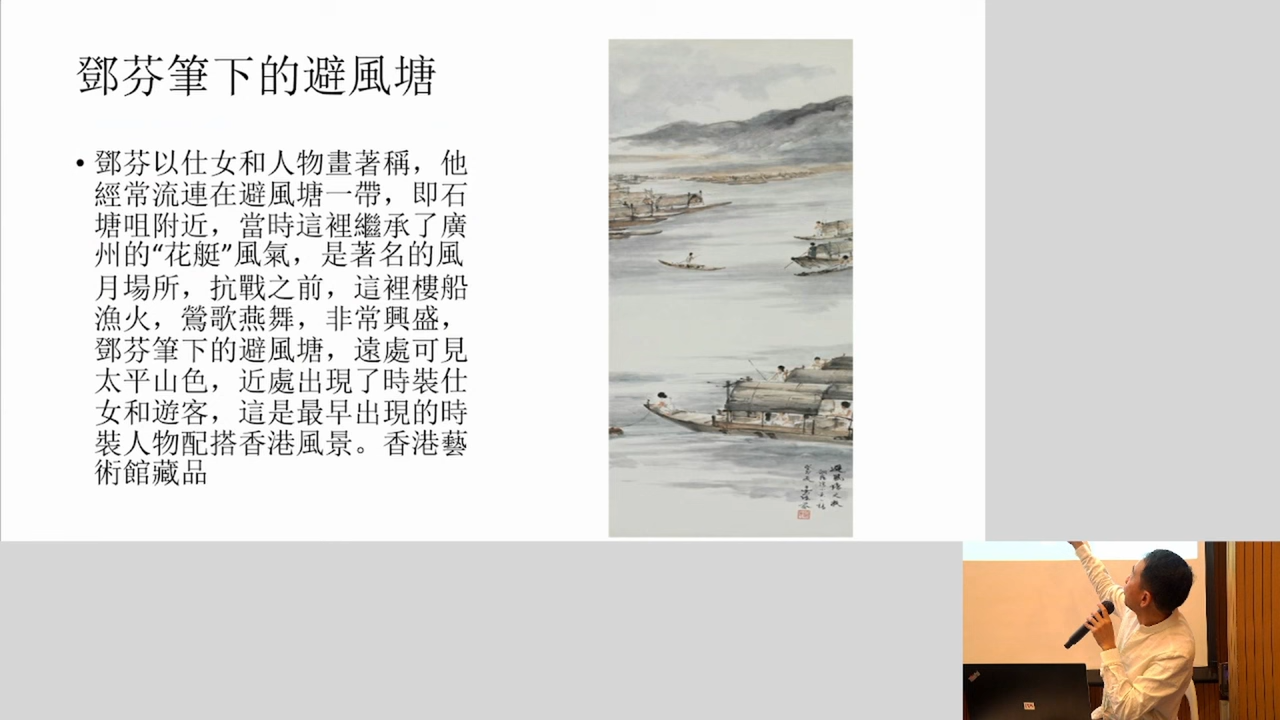 鄧芬筆下的避風塘
• 鄧芬以仕女和人物畫著稱，他
經常流連在避風塘一帶，即石
塘咀附近，當時這裡繼承了廣
州的“花艇”風氣，是著名的風
月場所，抗戰之前，這裡樓船
漁火，鶯歌燕舞，非常興盛，
鄧芬筆下的避風塘，遠處可見
太平山色，近處出現了時裝仕
女和遊客，這是最早出現的時
裝人物配搭香港風景。香港藝
術館藏品